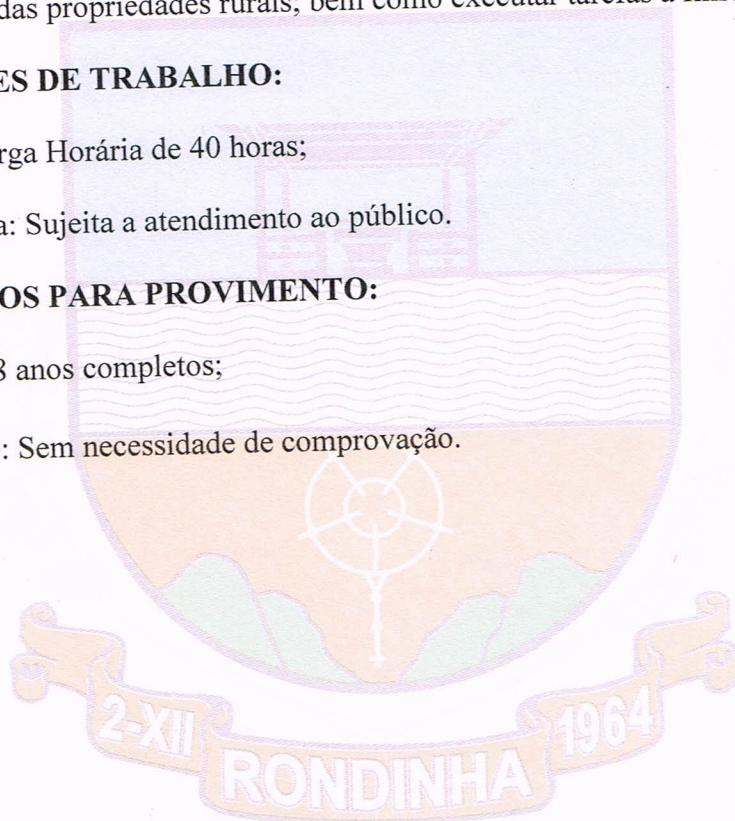 das propriedades rurais; bem como executar tarefas a
ES DE TRABALHO:
rga Horária de 40 horas;
a: Sujeita a atendimento ao público.
OS PARA PROVIMENTO:
8 anos completos;
: Sem necessidade de comprovação.
2-XII RONDINHA 1964